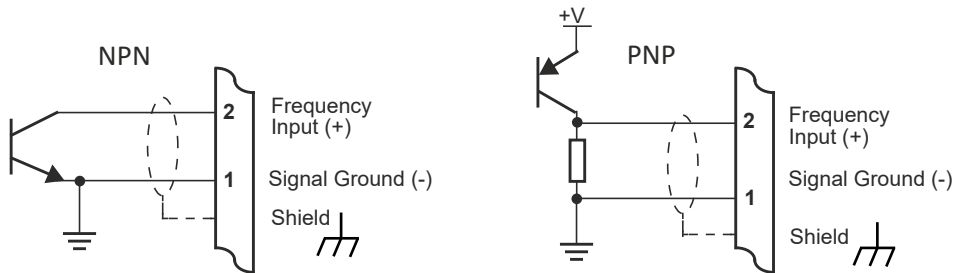 NPN
2
Frequency
Input (+)
1
Signal Ground (-)
Shield
+V
PNP
2
Frequency
Input (+)
Signal Ground (-)
1
Shield